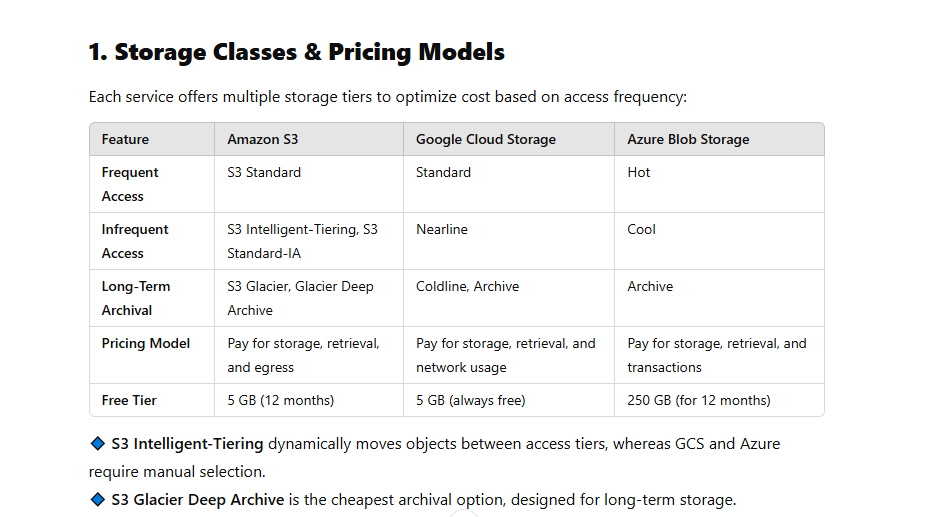 1. Storage Classes & Pricing Models
Each service offers multiple storage tiers to optimize cost based on access frequency:
Feature Amazon S3 Google Cloud Storage Azure Blob Storage
Frequent Access S3 Standard Standard Hot
Infrequent Access S3 Intelligent-Tiering, S3 Standard-IA Nearline Cool
Long-Term Archival S3 Glacier, Glacier Deep Archive Coldline, Archive Archive
Pricing Model Pay for storage, retrieval, and egress Pay for storage, retrieval, and network usage Pay for storage, retrieval, and transactions
Free Tier 5 GB (12 months) 5 GB (always free) 250 GB (for 12 months)
S3 Intelligent-Tiering dynamically moves objects between access tiers, whereas GCS and Azure
require manual selection.
S3 Glacier Deep Archive is the cheapest archival option, designed for long-term storage.